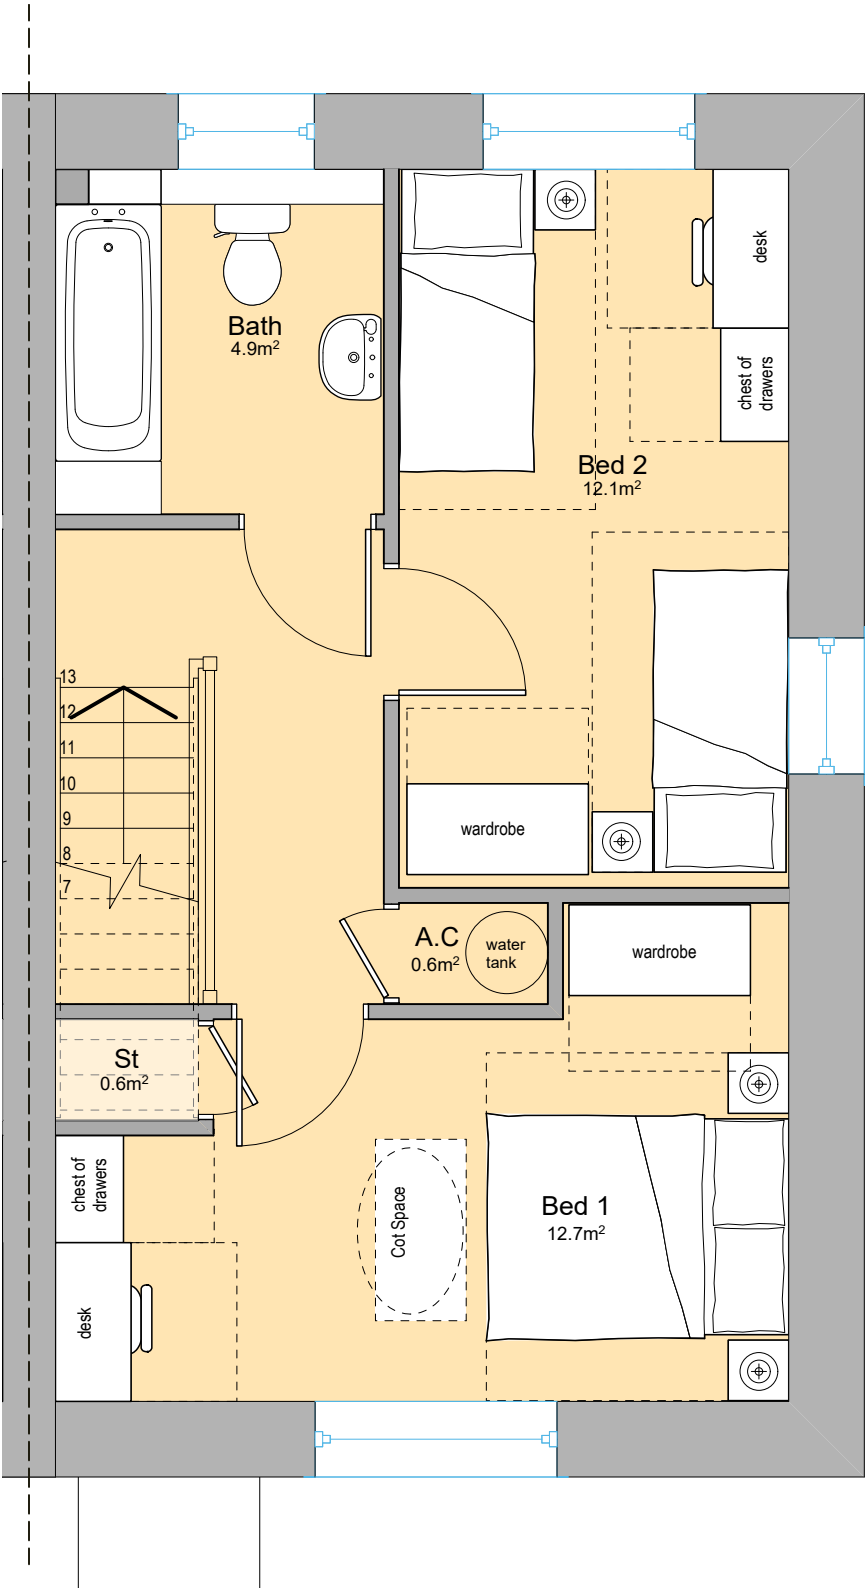 Bath
4.9m²
desk
chest of
drawers
Bed 2
12.1m²
13
12
11
10
9
8
7
wardrobe
A.C
0.6m²
water
tank
wardrobe
St
0.6m²
chest of
drawers
Cot Space
Bed 1
12.7m²
desk